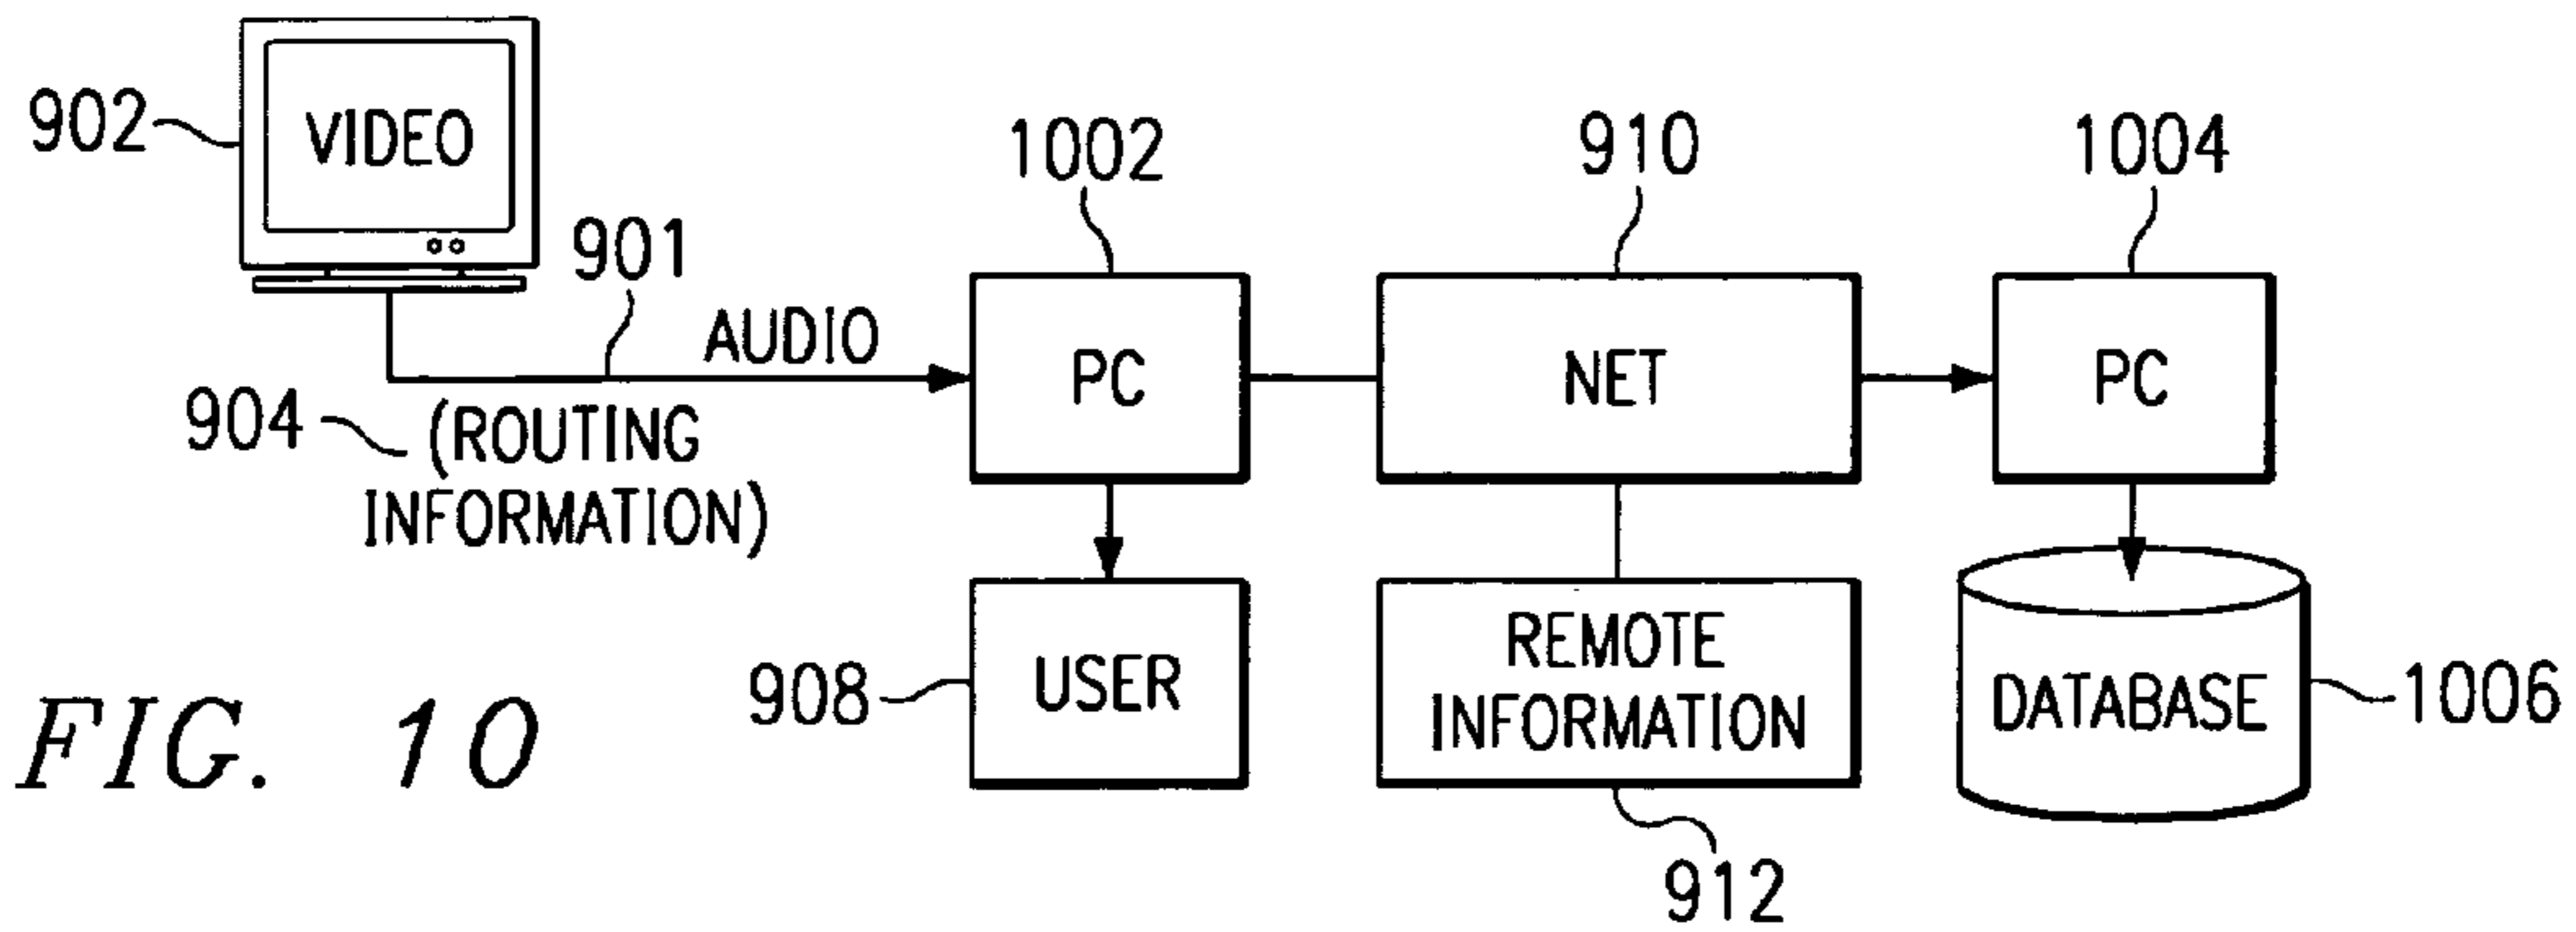 902
VIDEO
901
AUDIO
904
(ROUTING
INFORMATION)
1002
PC
910
NET
1004
PC
908
USER
REMOTE
INFORMATION
912
DATABASE
1006
FIG. 10